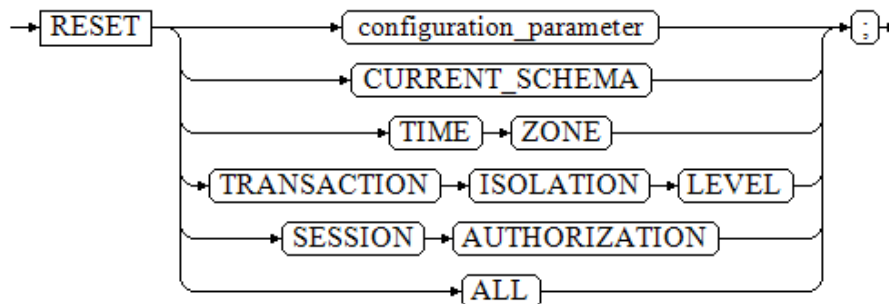 RESET configuration_parameter ;
CURRENT_SCHEMA
TIME ZONE
TRANSACTION ISOLATION LEVEL
SESSION AUTHORIZATION
ALL